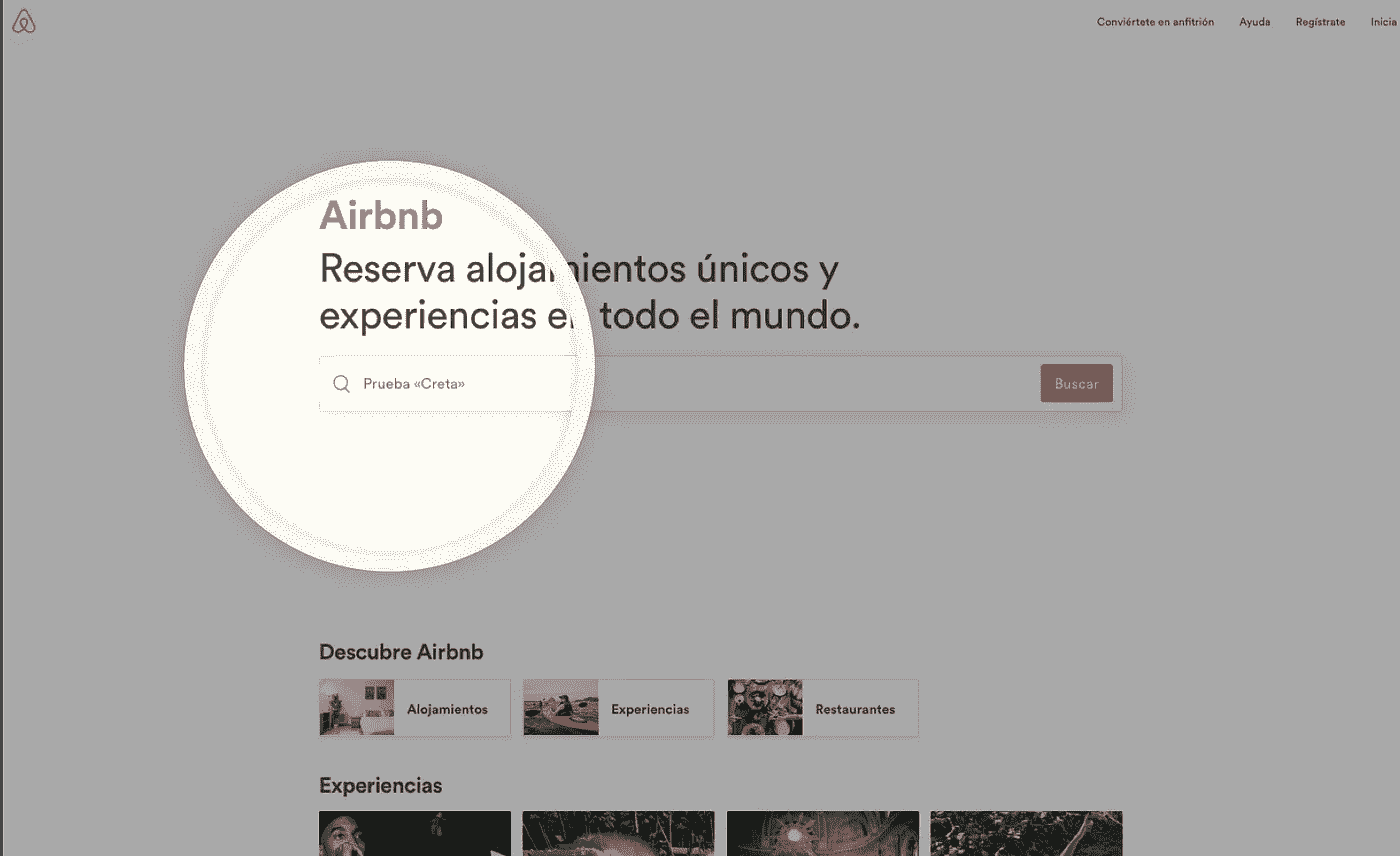 Conviértete en anfitrión Ayuda Regístrate Inicia
Airbnb
Reserva alojamientos únicos y
experiencias en todo el mundo.
Prueba «Creta»
Buscar
Descubre Airbnb
Alojamientos Experiencias Restaurantes
Experiencias